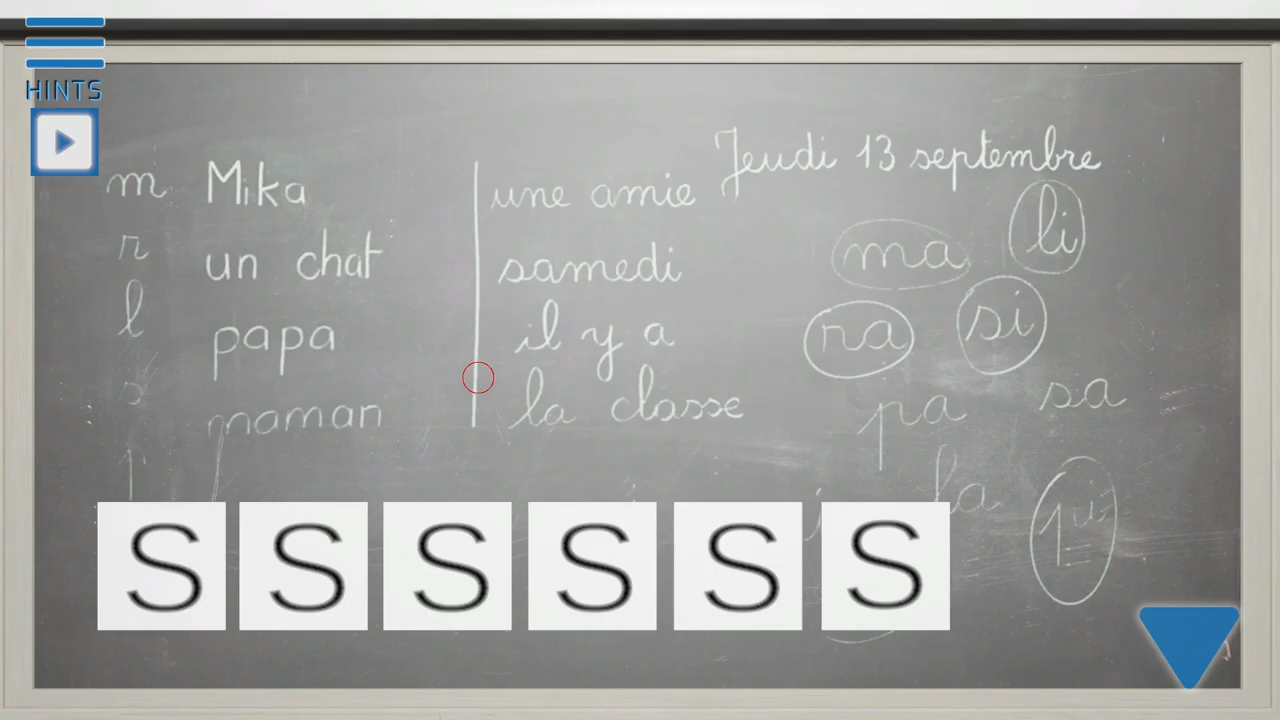 HINTS
Jeudi 13 septembre
m Mika
r un chat
l papa
s maman
une amie
samedi
il y a
la classe
ma li
ra si
pa sa
la
S S S S S S